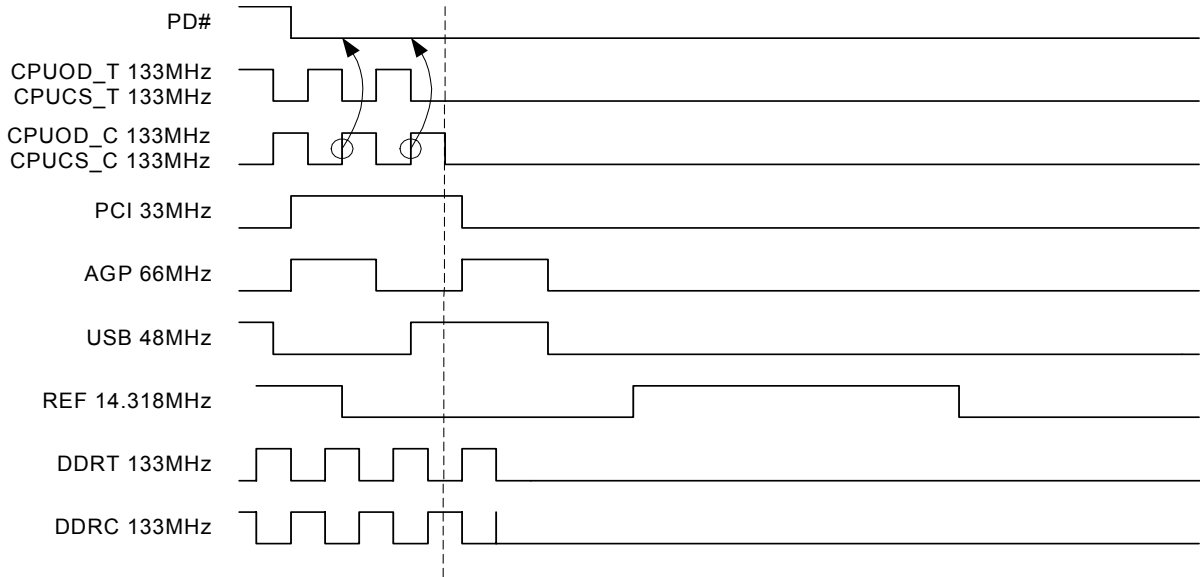 PD#
CPUOD_T 133MHz
CPUCS_T 133MHz
CPUOD_C 133MHz
CPUCS_C 133MHz
PCI 33MHz
AGP 66MHz
USB 48MHz
REF 14.318MHz
DDRT 133MHz
DDRC 133MHz